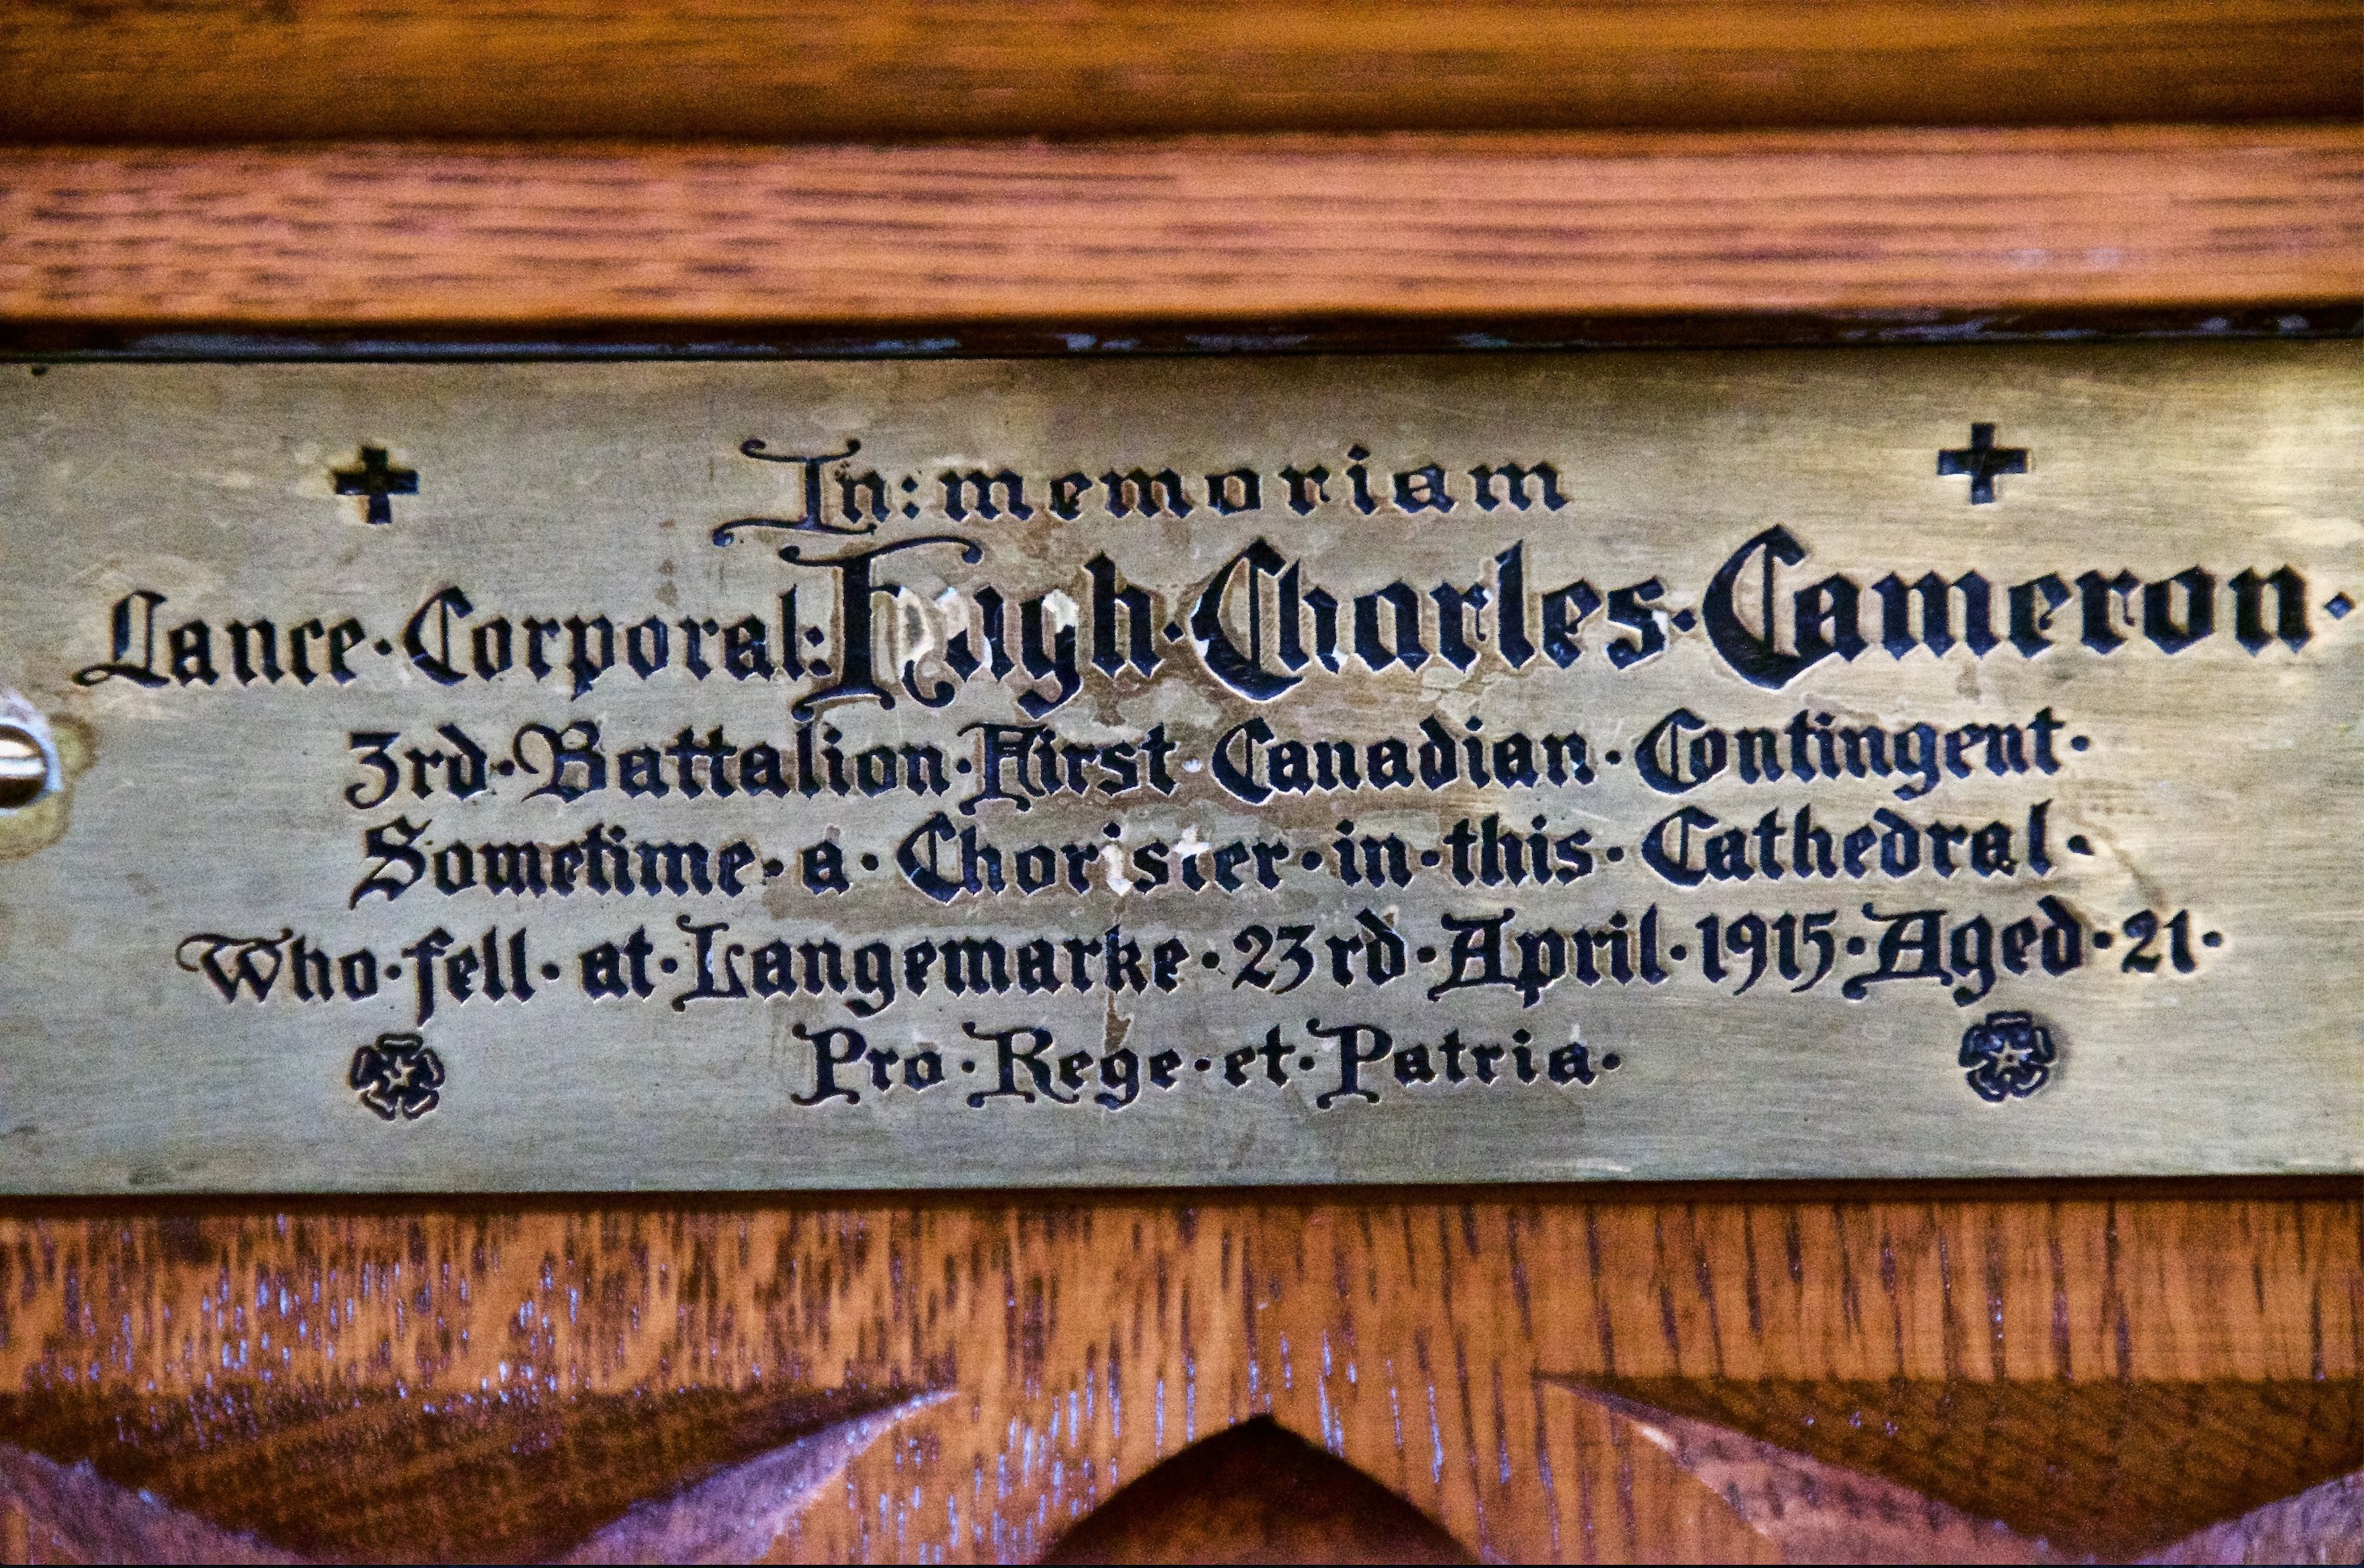 In:memoriam
Lance·Corporal:Hugh·Charles·Cameron·
3rd·Battalion·First·Canadian·Contingent·
Sometime·a·Chorister·in·this·Cathedral·
Who·fell·at·Langemarke·23rd·April·1915·Aged·21·
Pro·Rege·et·Patria·